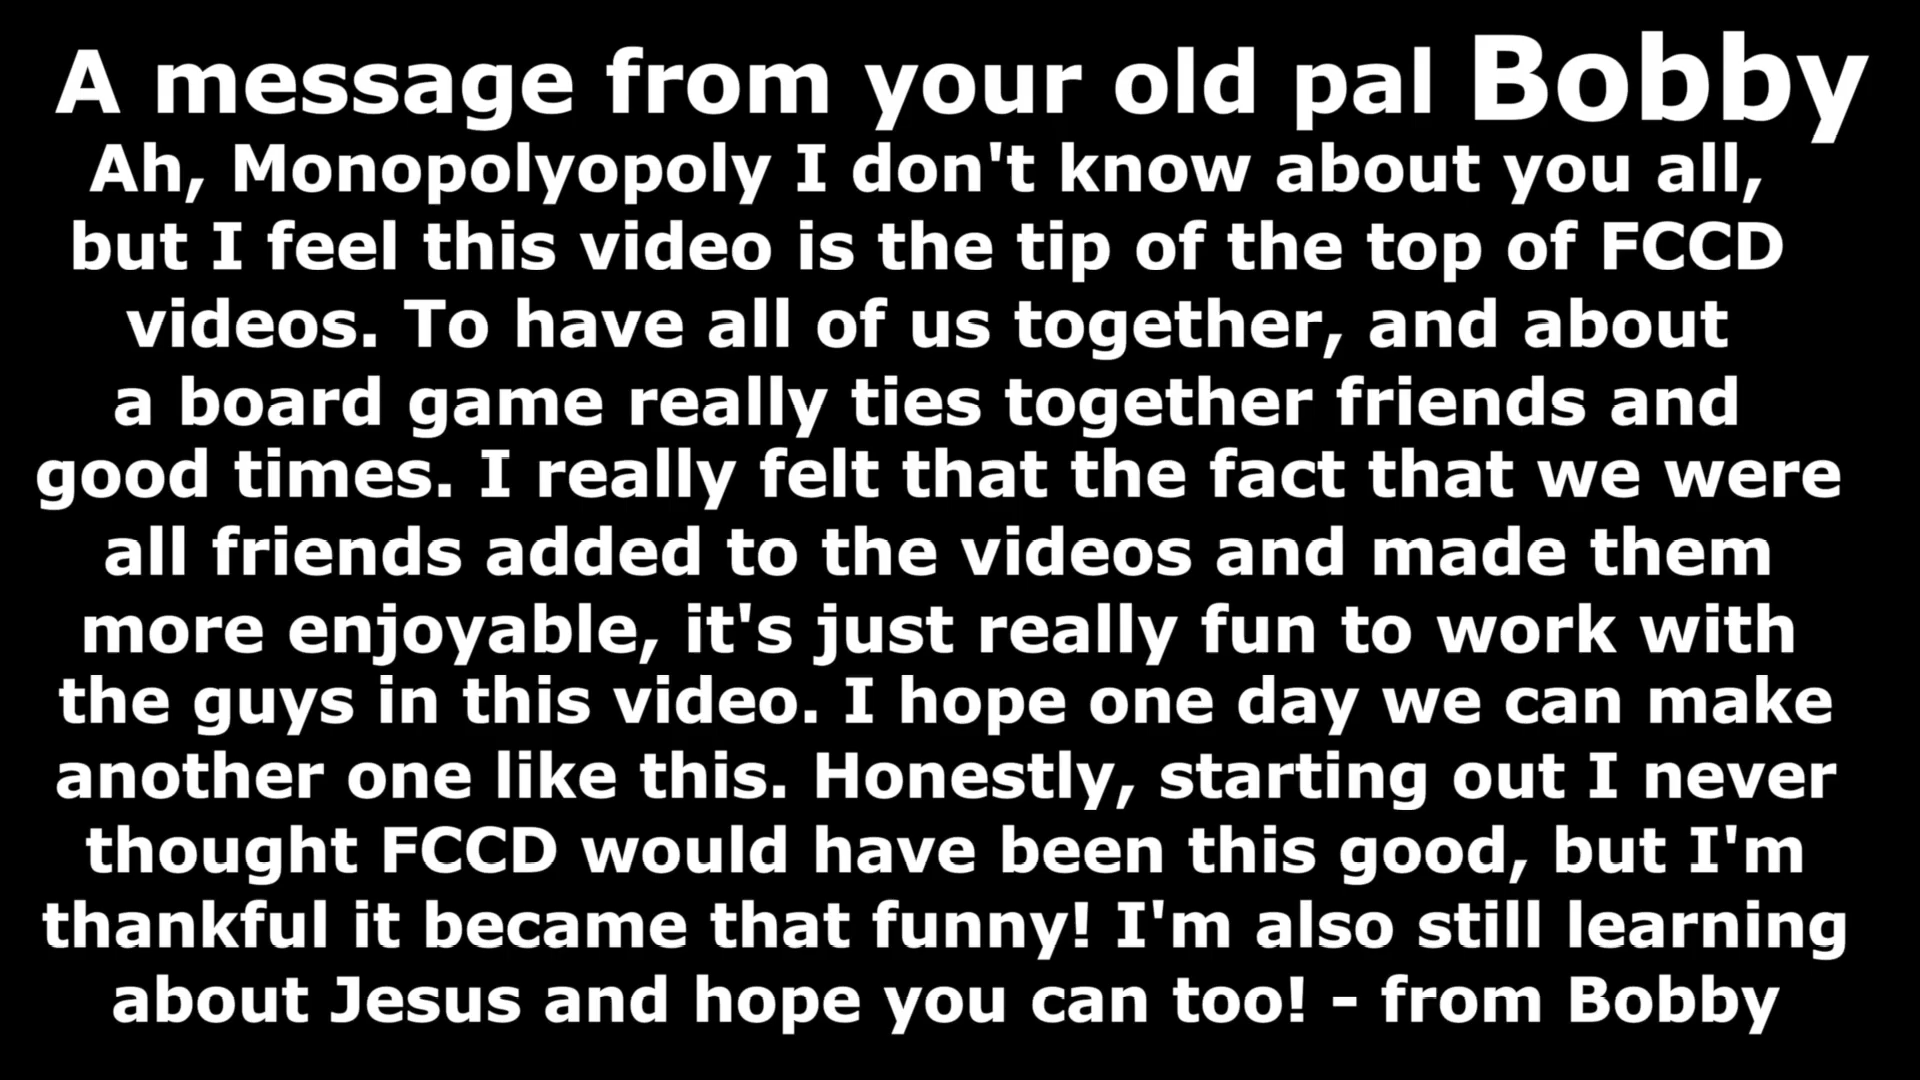 A message from your old pal Bobby
Ah, Monopolyopoly I don't know about you all,
but I feel this video is the tip of the top of FCCD
videos. To have all of us together, and about
a board game really ties together friends and
good times. I really felt that the fact that we were
all friends added to the videos and made them
more enjoyable, it's just really fun to work with
the guys in this video. I hope one day we can make
another one like this. Honestly, starting out I never
thought FCCD would have been this good, but I'm
thankful it became that funny! I'm also still learning
about Jesus and hope you can too! - from Bobby